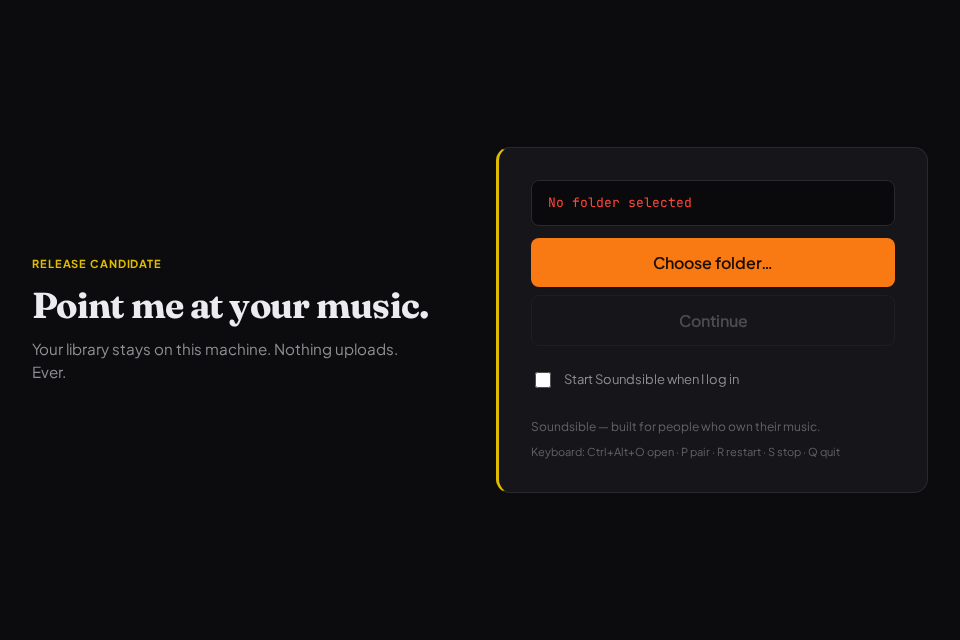 RELEASE CANDIDATE
Point me at your music.
Your library stays on this machine. Nothing uploads.
Ever.
No folder selected
Choose folder…
Continue
Start Soundsible when I log in
Soundsible — built for people who own their music.
Keyboard: Ctrl+Alt+O open · P pair · R restart · S stop · Q quit